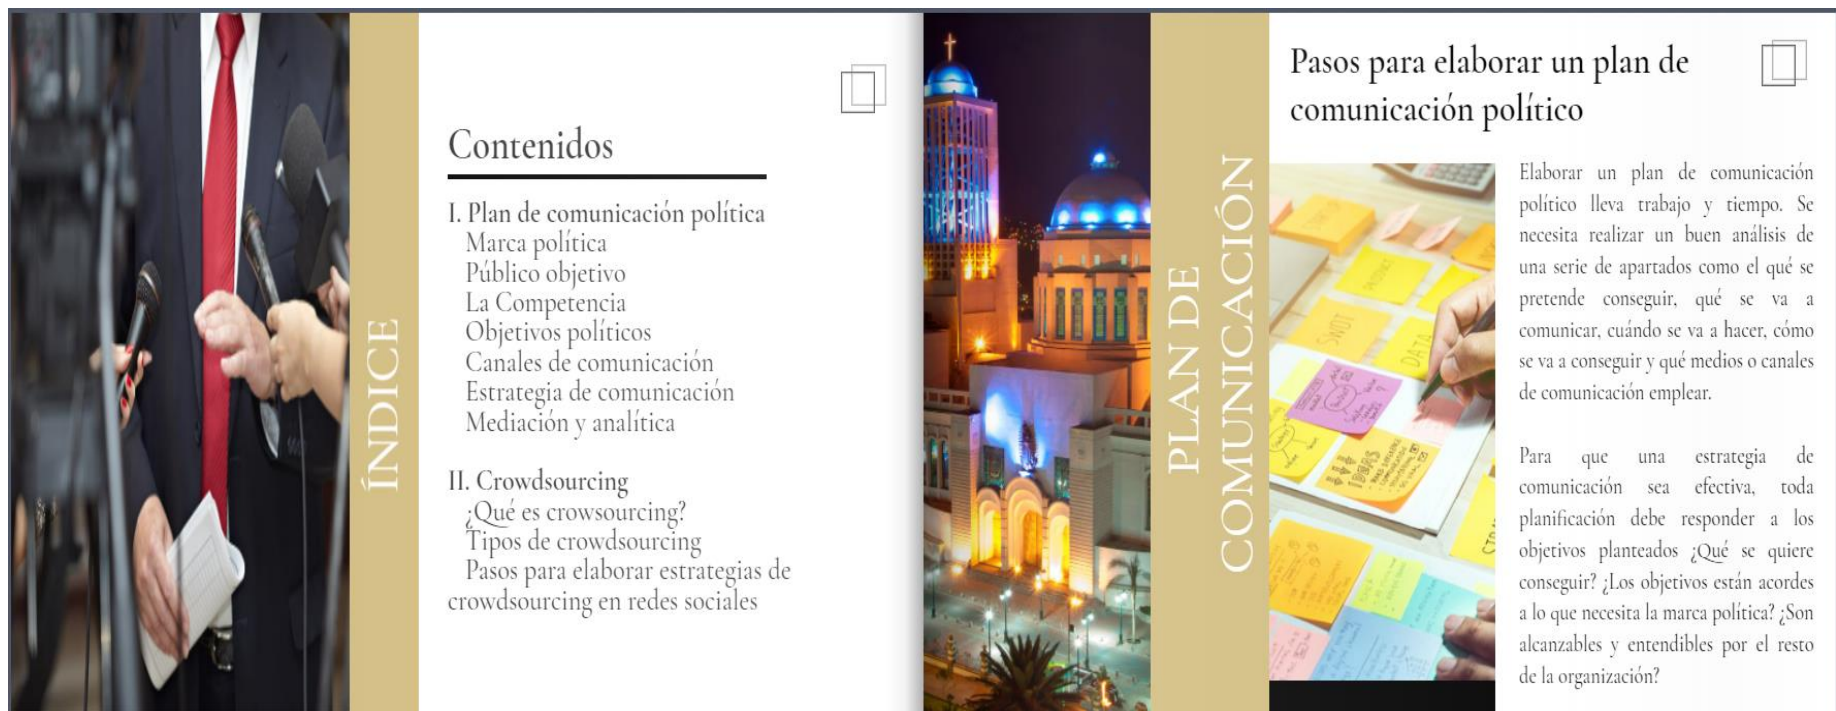 ÍNDICE
Contenidos
I. Plan de comunicación política
Marca política
Público objetivo
La Competencia
Objetivos políticos
Canales de comunicación
Estrategia de comunicación
Mediación y analítica
II. Crowdsourcing
¿Qué es crowsourcing?
Tipos de crowdsourcing
Pasos para elaborar estrategias de
crowdsourcing en redes sociales
PLAN DE
COMUNICACIÓN
Pasos para elaborar un plan de
comunicación político
SWOT
DATA
IDEAS
Elaborar un plan de comunicación
político lleva trabajo y tiempo. Se
necesita realizar un buen análisis de
una serie de apartados como el qué se
pretende conseguir, qué se va a
comunicar, cuándo se va a hacer, cómo
se va a conseguir y qué medios o canales
de comunicación emplear.
Para que una estrategia de
comunicación sea efectiva, toda
planificación debe responder a los
objetivos planteados ¿Qué se quiere
conseguir? ¿Los objetivos están acordes
a lo que necesita la marca política? ¿Son
alcanzables y entendibles por el resto
de la organización?